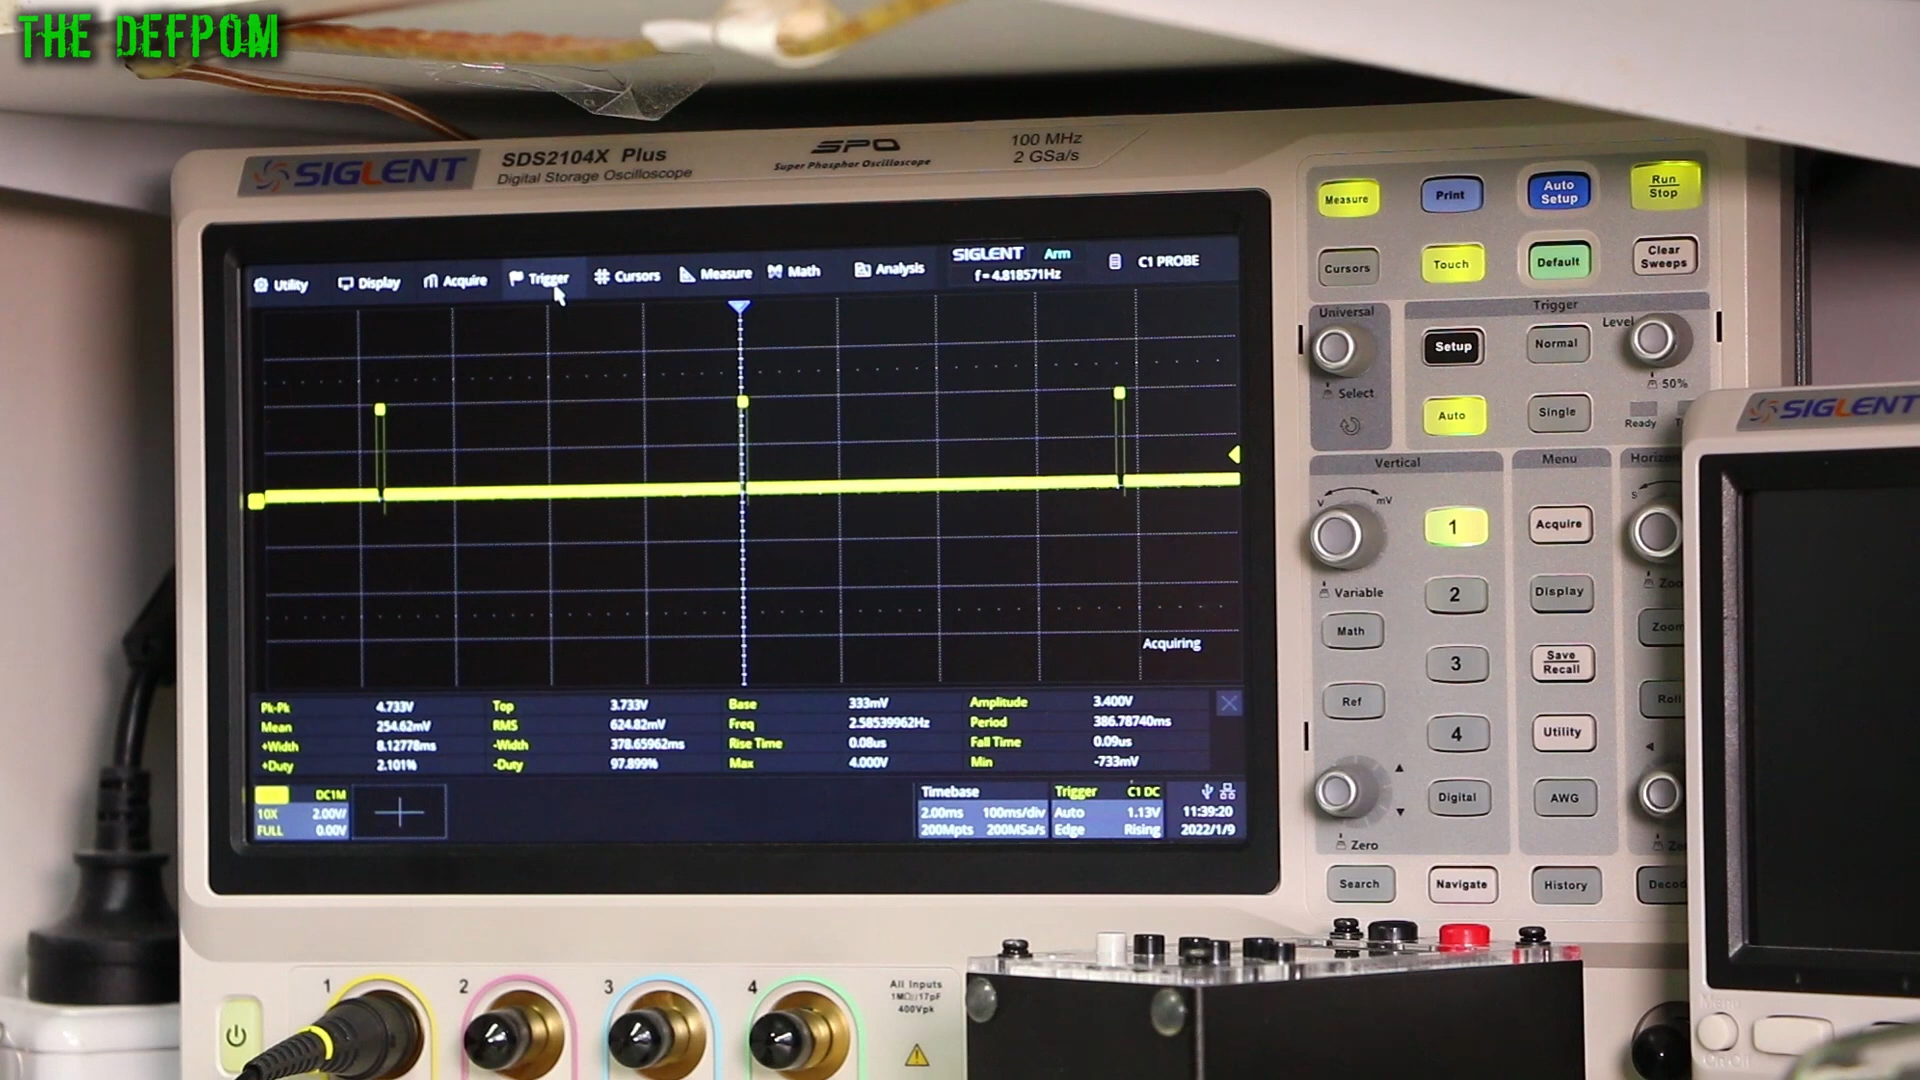 THE DEFPOM
SIGLENT
SDS2104X Plus
Digital Storage Oscilloscope
SPO
Super Phosphor Oscilloscope
100 MHz
2 GSa/s
Utility
Display
Acquire
Trigger
Cursors
Measure
Math
Analysis
SIGLENT
Arm
f = 4.818571Hz
C1 PROBE
Acquiring
Pk-Pk 4.733V Top 3.733V Base 333mV Amplitude 3.400V
Mean 254.62mV RMS 624.82mV Freq 2.58539962Hz Period 386.78740ms
+Width 8.12778ms -Width 378.65962ms Rise Time 0.08us Fall Time 0.09us
+Duty 2.101% -Duty 97.899% Max 4.000V Min -733mV
DC1M
10X 2.00V/
FULL 0.00V
Timebase
2.00ms 100ms/div
200Mpts 200MSa/s
Trigger C1 DC
Auto 1.13V
Edge Rising
11:39:20
2022/1/9
Measure
Print
Auto Setup
Run Stop
Cursors
Touch
Default
Clear Sweeps
Universal
Select
Trigger
Setup
Normal
Level
50%
Auto
Single
Ready
Vertical
Menu
V
mV
S
1
Acquire
Variable
2
Display
Math
3
Save Recall
Ref
4
Utility
Roll
Digital
AWG
Zero
Search
Navigate
History
1
2
3
4
All Inputs
1MΩ//17pF
400Vpk
SIGLENT